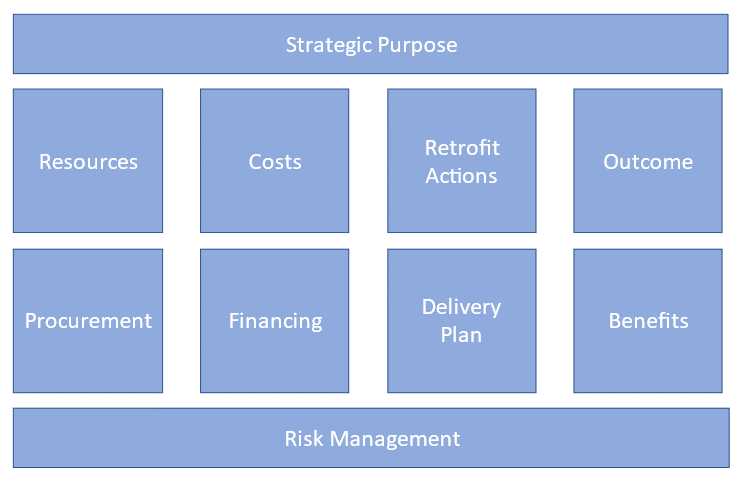 Strategic Purpose
Resources
Costs
Retrofit
Actions
Outcome
Procurement
Financing
Delivery
Plan
Benefits
Risk Management